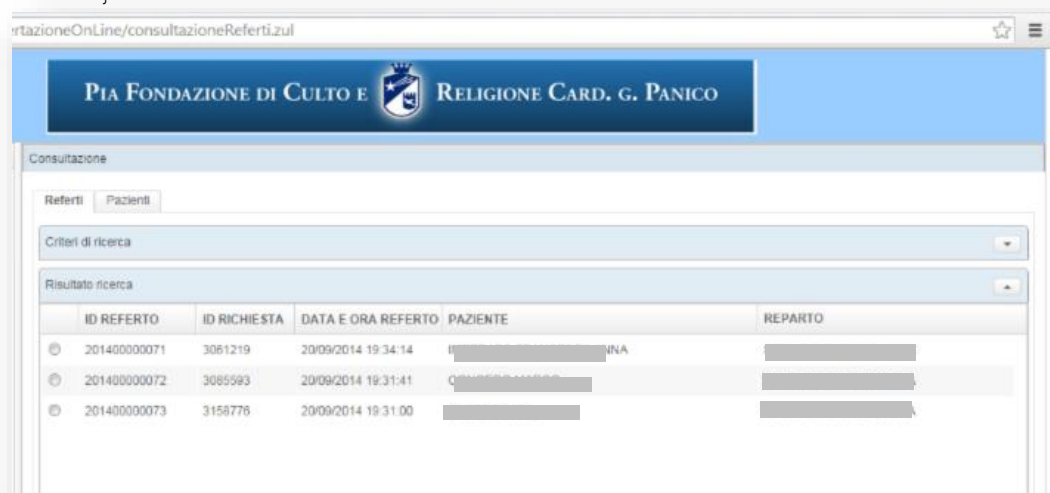 rtazioneOnLine/consultazioneReferti.zul
PIA FONDAZIONE DI CULTO E RELIGIONE CARD. G. PANICO
Consultazione
Referti Pazienti
Criteri di ricerca
Risultato ricerca
ID REFERTO ID RICHIESTA DATA E ORA REFERTO PAZIENTE REPARTO
201400000071 3061219 20/09/2014 19:34:14
201400000072 3085593 20/09/2014 19:31:41
201400000073 3158776 20/09/2014 19:31:00